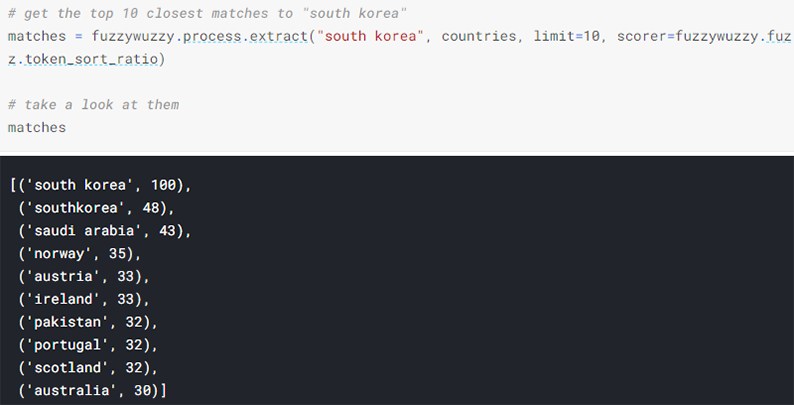 # get the top 10 closest matches to "south korea"
matches = fuzzywuzzy.process.extract("south korea", countries, limit=10, scorer=fuzzywuzzy.fuz
z.token_sort_ratio)
# take a look at them
matches
[('south korea', 100),
('southkorea', 48),
('saudi arabia', 43),
('norway', 35),
('austria', 33),
('ireland', 33),
('pakistan', 32),
('portugal', 32),
('scotland', 32),
('australia', 30)]